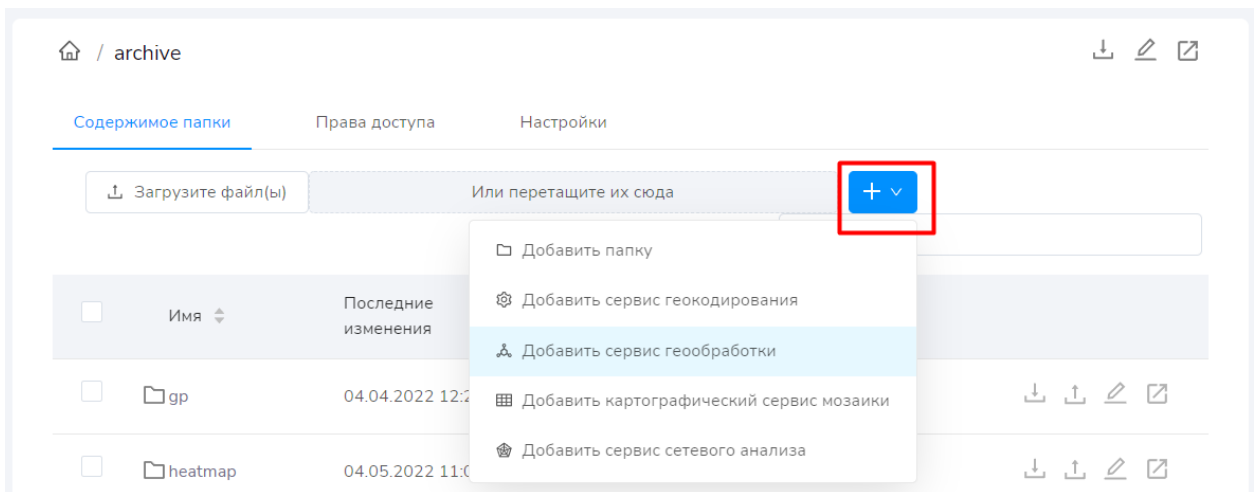 / archive
Содержимое папки Права доступа Настройки
Загрузите файл(ы) Или перетащите их сюда
Добавить папку
Добавить сервис геокодирования
Имя Последние изменения
Добавить сервис геообработки
gp 04.04.2022 12:2
Добавить картографический сервис мозаики
Добавить сервис сетевого анализа
heatmap 04.05.2022 11:0